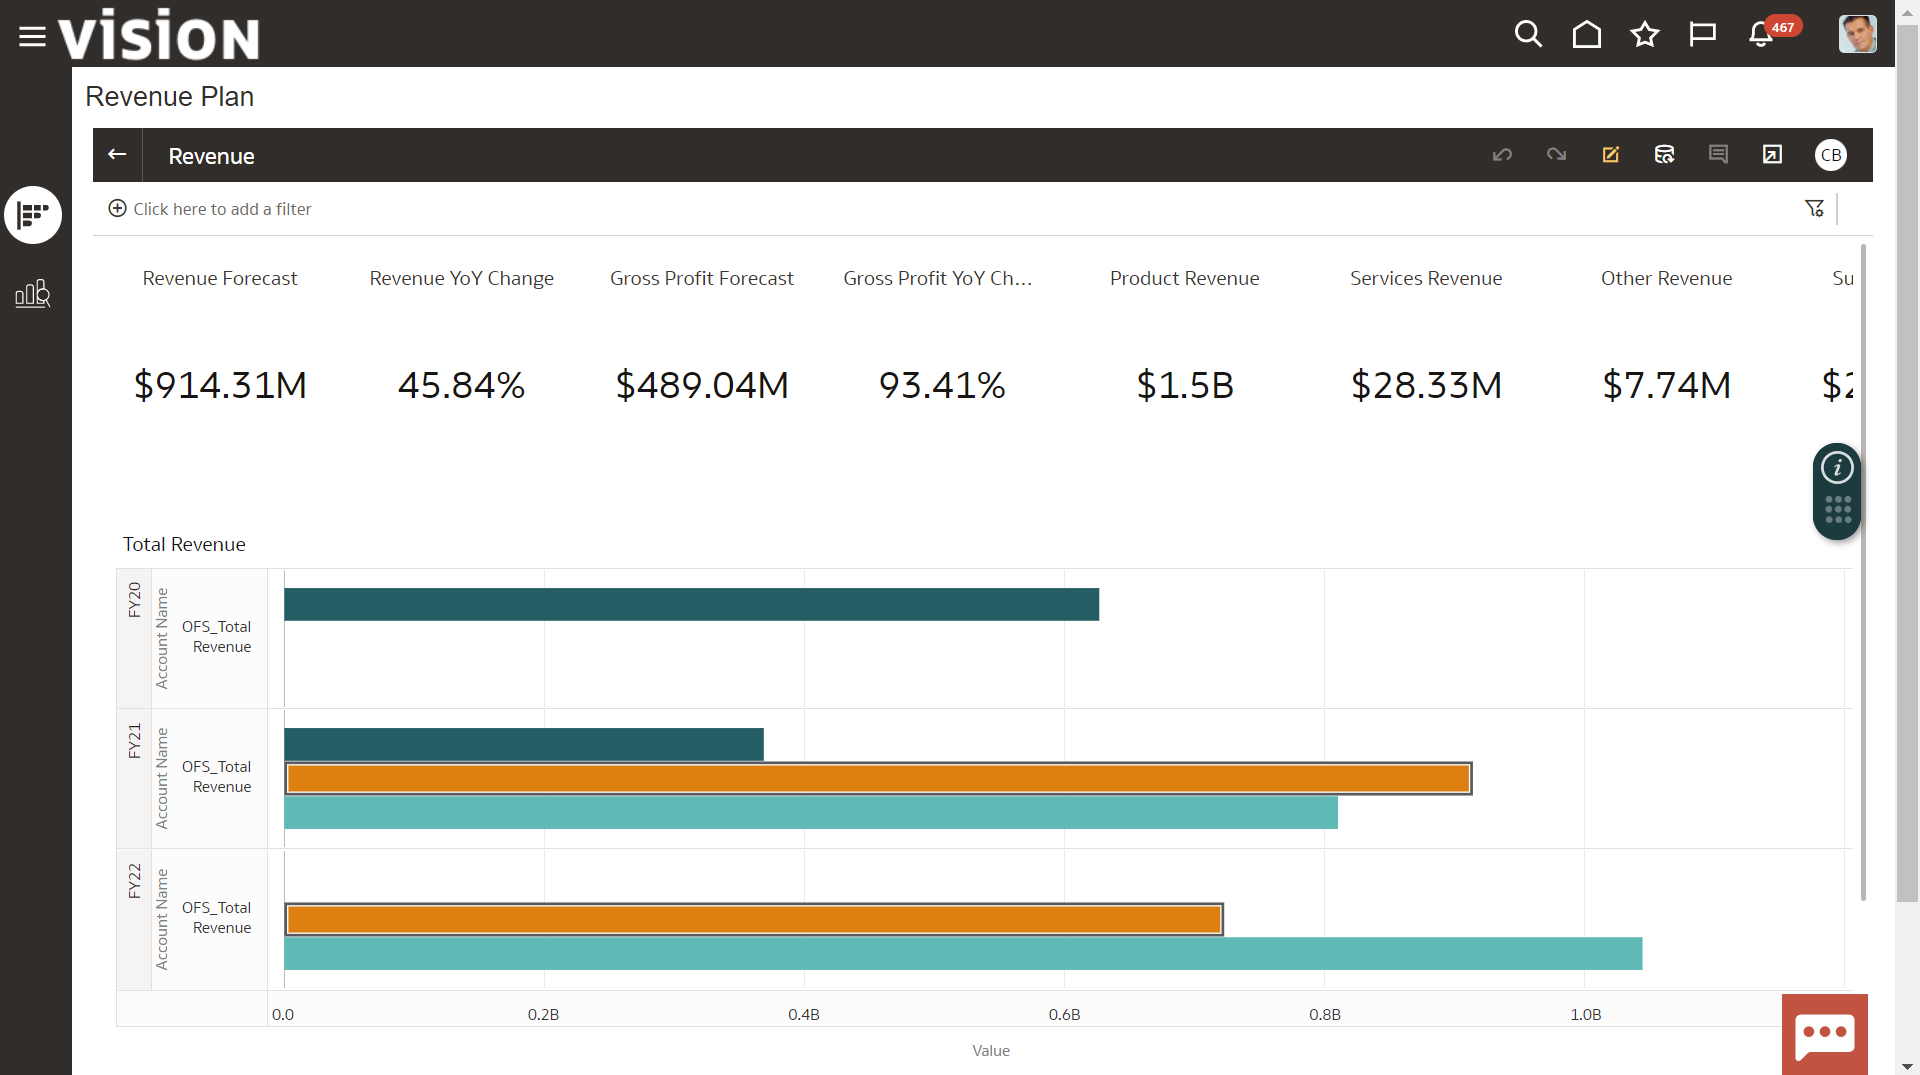 vision
467
Revenue Plan
Revenue
CB
Click here to add a filter
Revenue Forecast
Revenue YoY Change
Gross Profit Forecast
Gross Profit YoY Ch...
Product Revenue
Services Revenue
Other Revenue
Su
$914.31M
45.84%
$489.04M
93.41%
$1.5B
$28.33M
$7.74M
$2
i
Total Revenue
FY20
Account Name
OFS_Total
Revenue
FY21
Account Name
OFS_Total
Revenue
FY22
Account Name
OFS_Total
Revenue
0.0
0.2B
0.4B
0.6B
0.8B
1.0B
Value